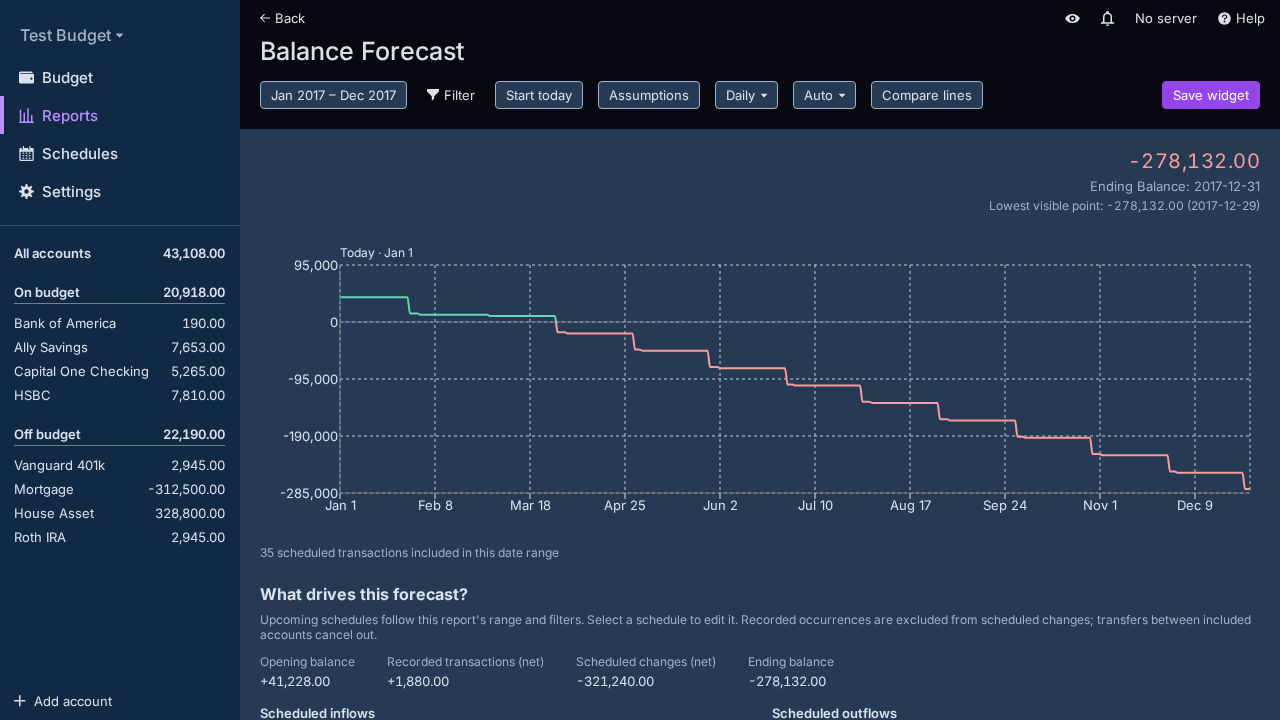 Test Budget
Budget
Reports
Schedules
Settings
All accounts 43,108.00
On budget 20,918.00
Bank of America 190.00
Ally Savings 7,653.00
Capital One Checking 5,265.00
HSBC 7,810.00
Off budget 22,190.00
Vanguard 401k 2,945.00
Mortgage -312,500.00
House Asset 328,800.00
Roth IRA 2,945.00
Add account
Back
No server Help
Balance Forecast
Jan 2017 – Dec 2017 Filter Start today Assumptions Daily Auto Compare lines Save widget
-278,132.00
Ending Balance: 2017-12-31
Lowest visible point: -278,132.00 (2017-12-29)
Today · Jan 1
95,000
0
-95,000
-190,000
-285,000
Jan 1 Feb 8 Mar 18 Apr 25 Jun 2 Jul 10 Aug 17 Sep 24 Nov 1 Dec 9
35 scheduled transactions included in this date range
What drives this forecast?
Upcoming schedules follow this report's range and filters. Select a schedule to edit it. Recorded occurrences are excluded from scheduled changes; transfers between included
accounts cancel out.
Opening balance Recorded transactions (net) Scheduled changes (net) Ending balance
+41,228.00 +1,880.00 -321,240.00 -278,132.00
Scheduled inflows Scheduled outflows